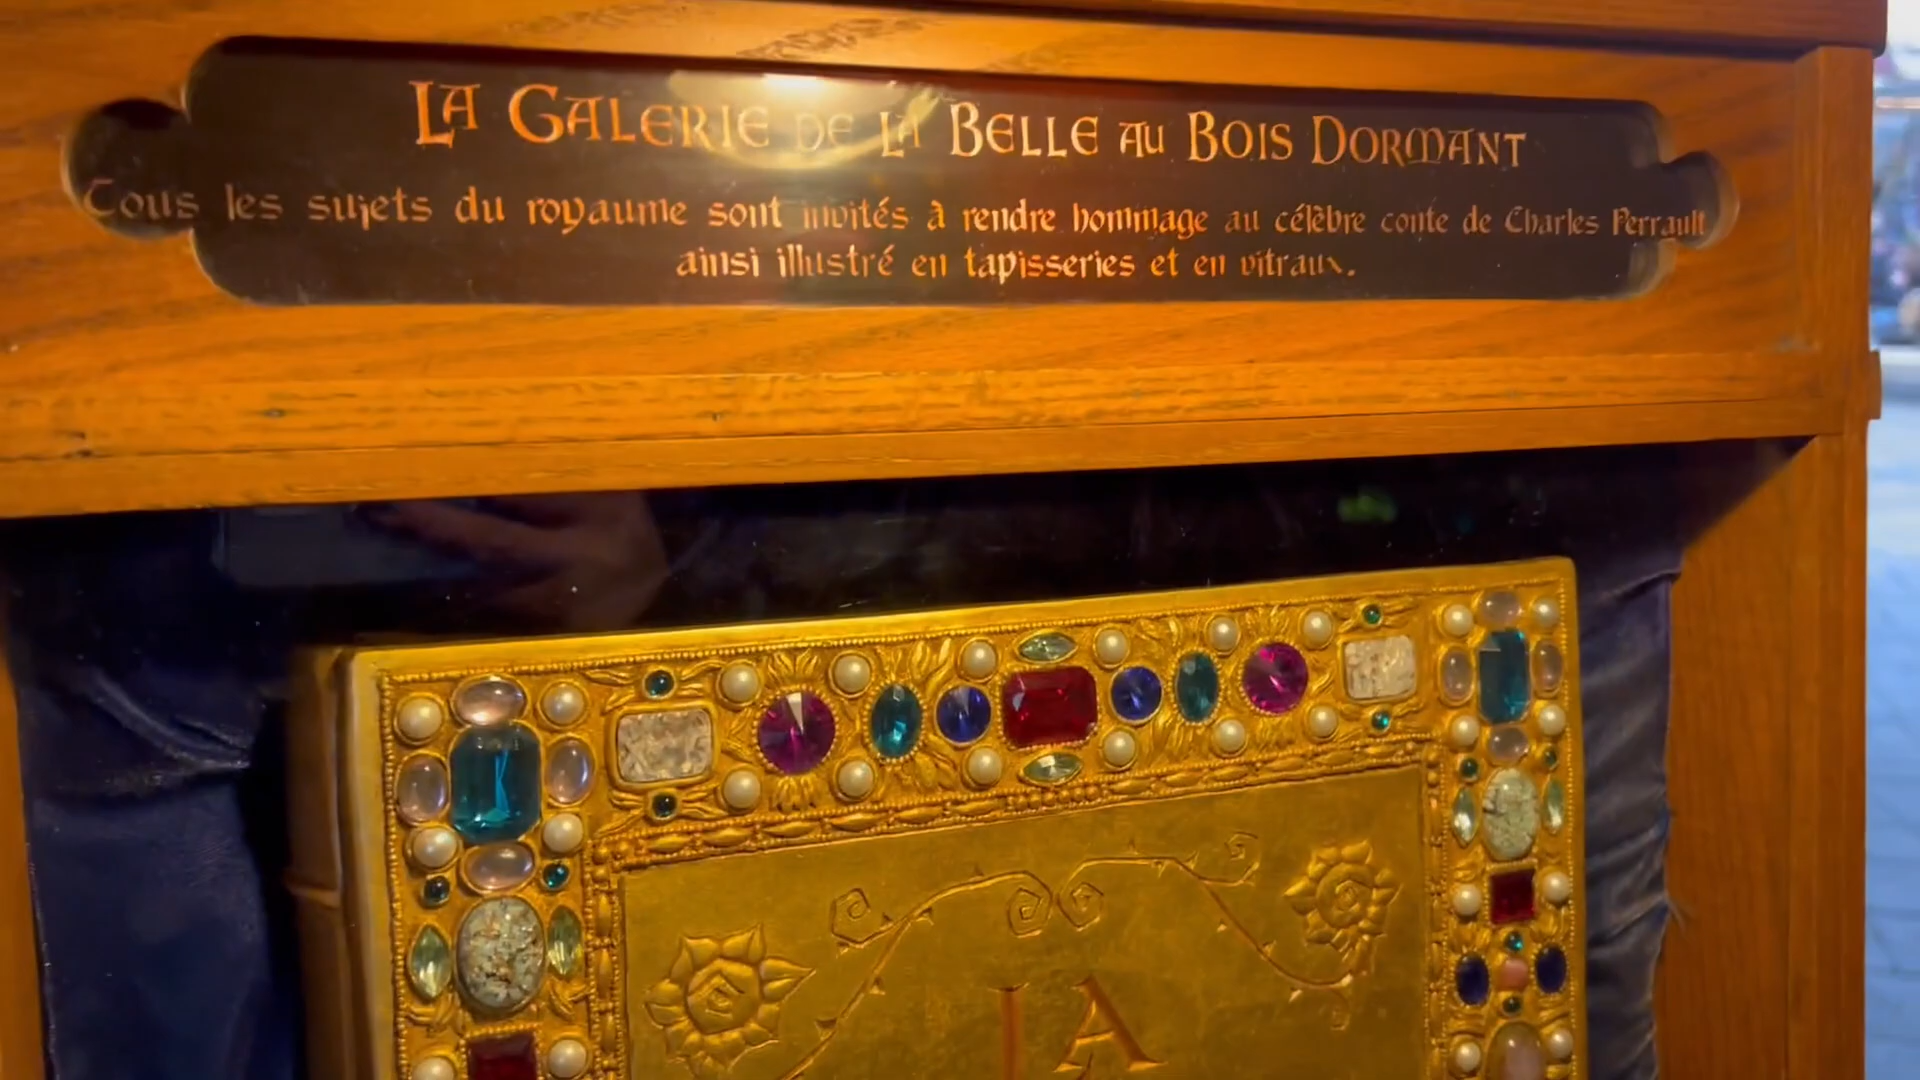 LA GALERIE DE LA BELLE AU BOIS DORMANT
Tous les sujets du royaume sont invités à rendre hommage au célèbre conte de Charles Perrault
ainsi illustré en tapisseries et en vitraux.
LA